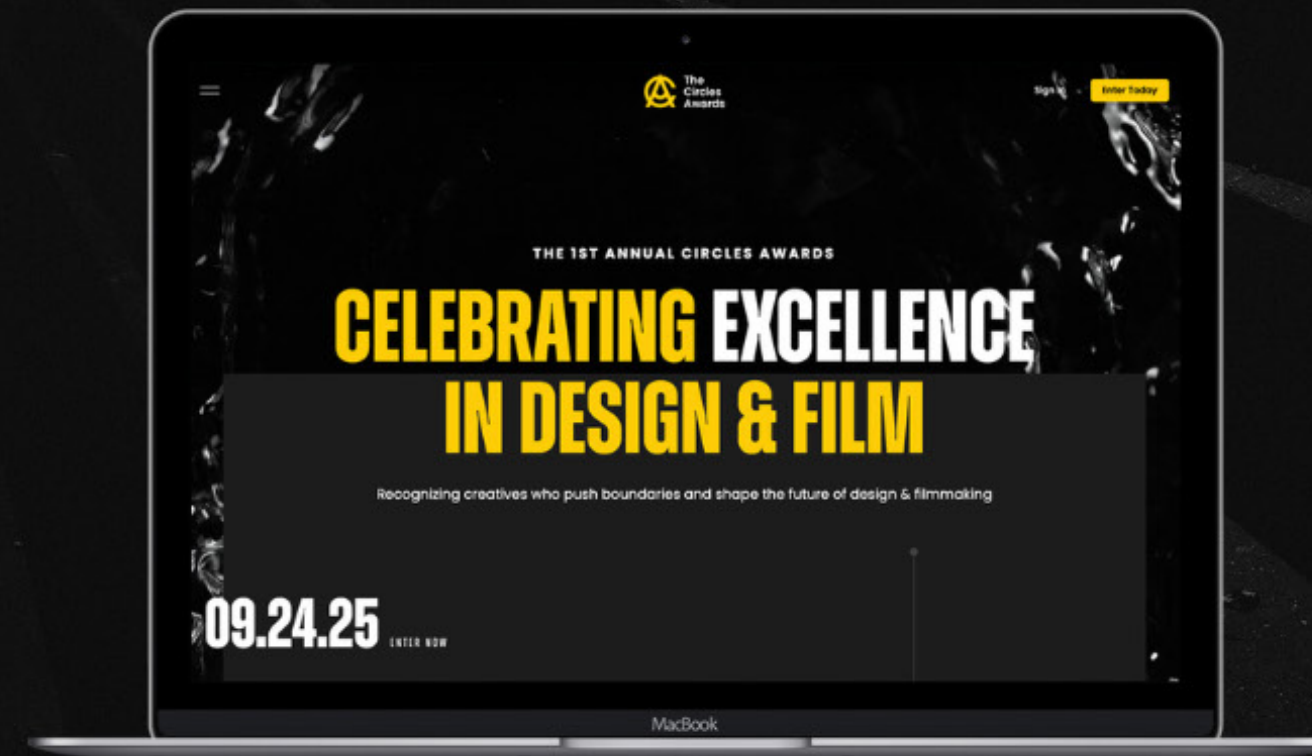 The
Circles
Awards
Sign in
Enter Today
THE 1ST ANNUAL CIRCLES AWARDS
CELEBRATING EXCELLENCE
IN DESIGN & FILM
Recognizing creatives who push boundaries and shape the future of design & filmmaking
09.24.25 ENTER NOW
MacBook